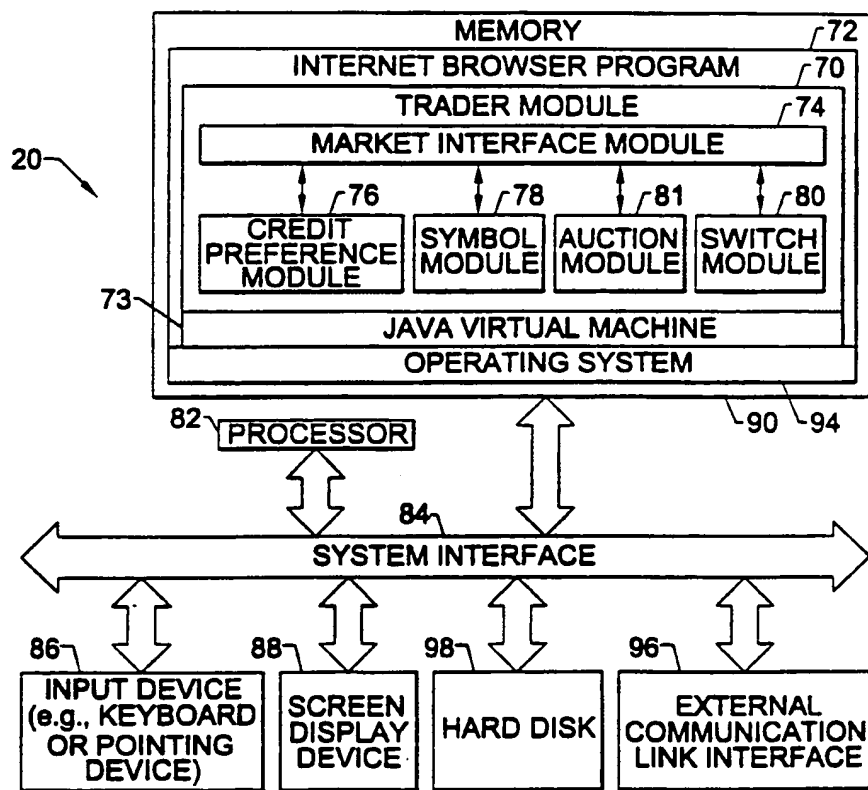 MEMORY
72
INTERNET BROWSER PROGRAM
70
TRADER MODULE
74
MARKET INTERFACE MODULE
20
76
78
81
80
CREDIT
PREFERENCE
MODULE
SYMBOL
MODULE
AUCTION
MODULE
SWITCH
MODULE
73
JAVA VIRTUAL MACHINE
OPERATING SYSTEM
82
PROCESSOR
90
94
84
SYSTEM INTERFACE
86
INPUT DEVICE
(e.g., KEYBOARD
OR POINTING
DEVICE)
88
SCREEN
DISPLAY
DEVICE
98
HARD DISK
96
EXTERNAL
COMMUNICATION
LINK INTERFACE